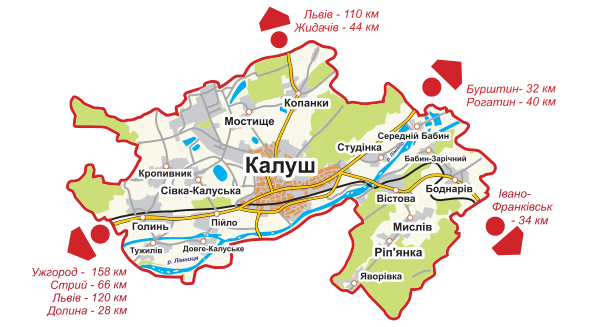 Львів - 110 км
Жидачів - 44 км
Бурштин- 32 км
Рогатин - 40 км
Копанки
Мостище
Середній Бабин
Студінка
Бабин-Зарічний
Калуш
Кропивник
Сівка-Калуська
Боднарів
Вістова
Івано-
Франківськ
- 34 км
Пійло
Голинь
Мислів
Тужилів
Довге-Калуське
Ріп'янка
р. Лімниця
Яворівка
Ужгород - 158 км
Стрий - 66 км
Львів - 120 км
Долина - 28 км